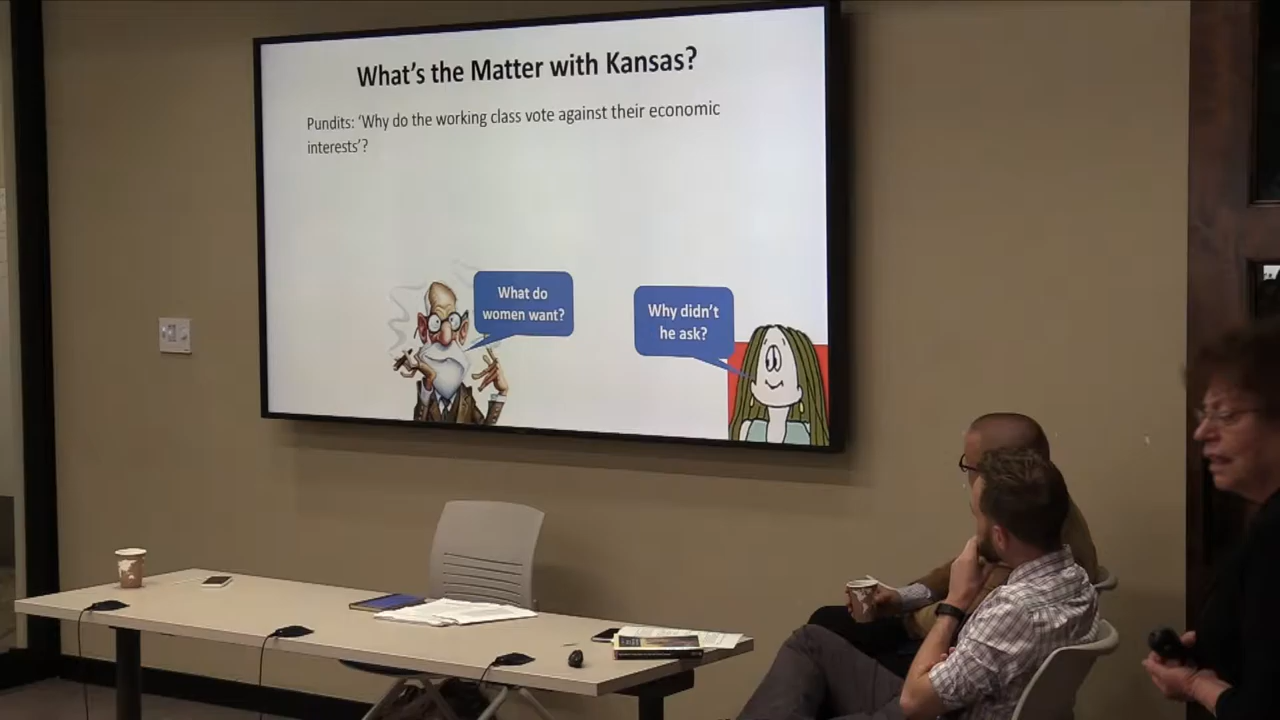 What's the Matter with Kansas?
Pundits: 'Why do the working class vote against their economic
interests'?
What do
women want?
Why didn't
he ask?